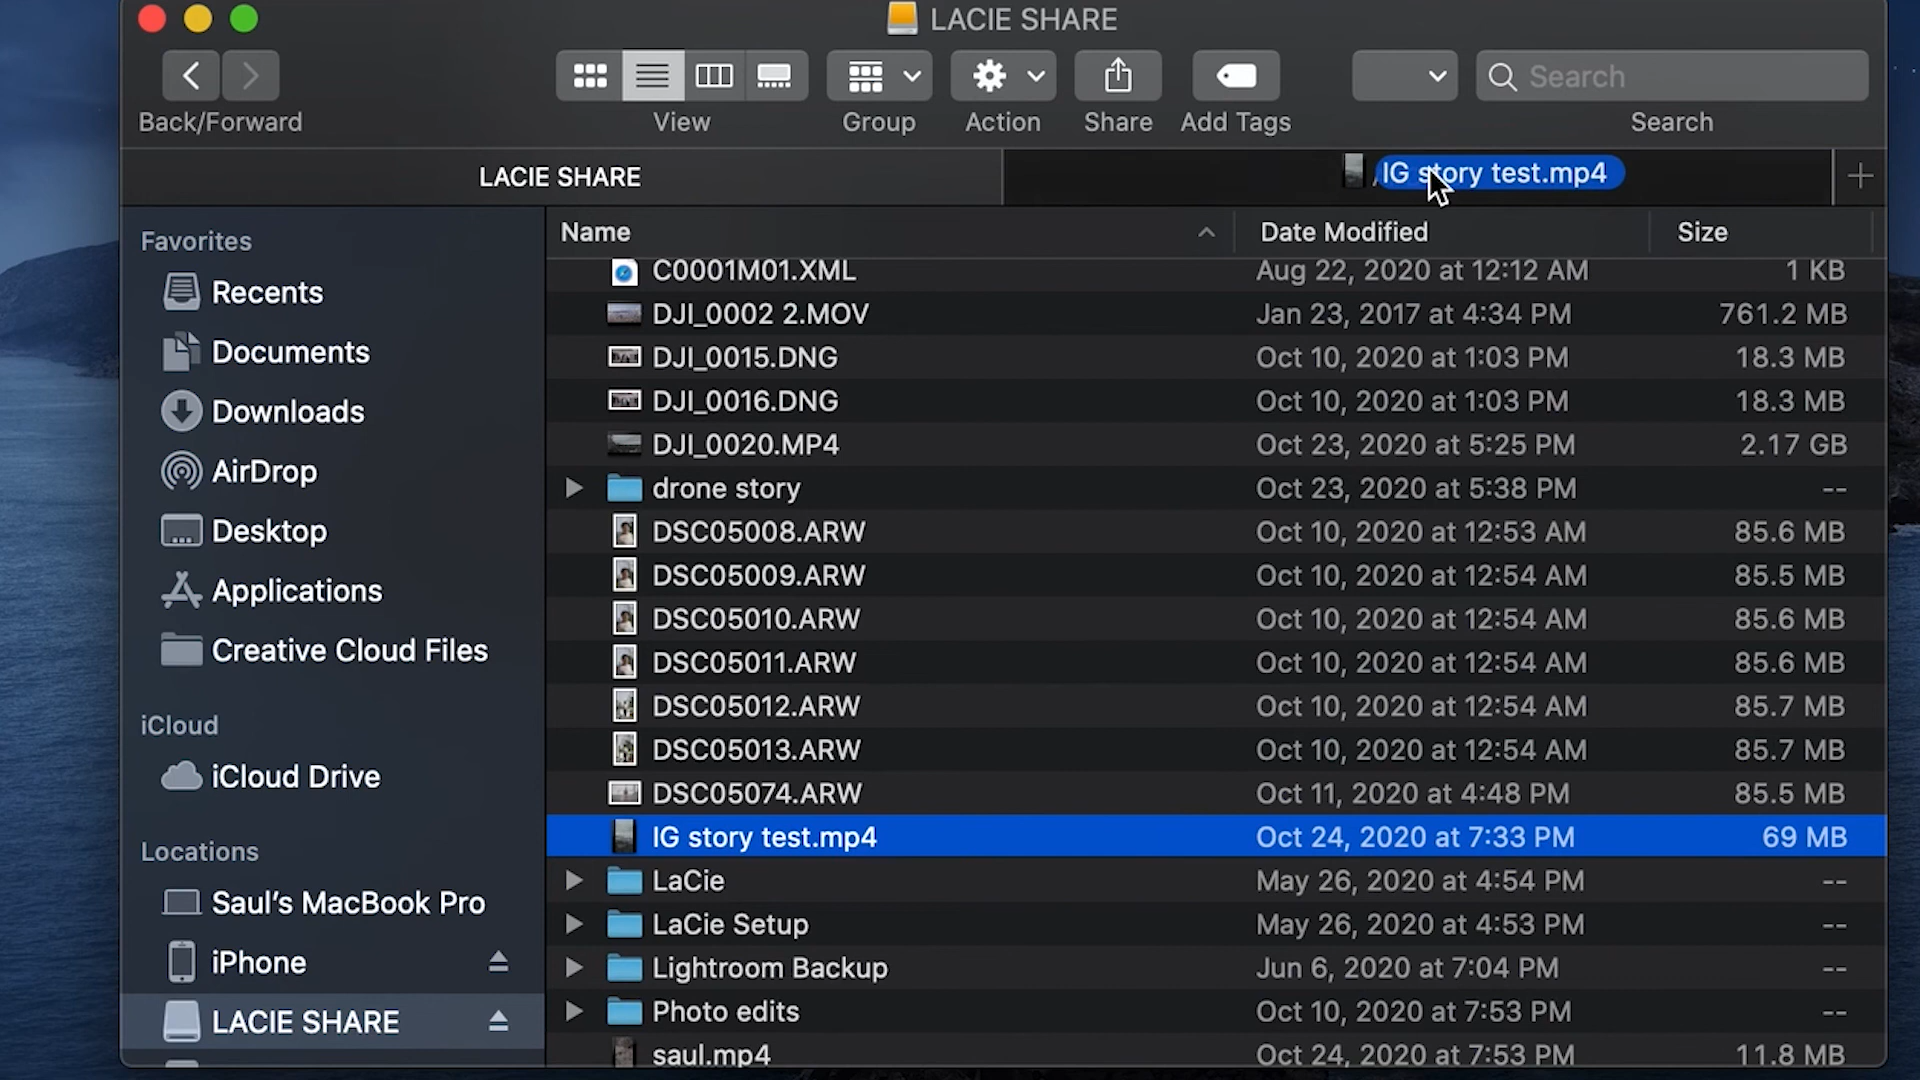 LACIE SHARE
Back/Forward
View
Group
Action
Share
Add Tags
Search
Search
LACIE SHARE
IG story test.mp4
Favorites
Recents
Documents
Downloads
AirDrop
Desktop
Applications
Creative Cloud Files
iCloud
iCloud Drive
Locations
Saul's MacBook Pro
iPhone
LACIE SHARE
Name Date Modified Size
C0001M01.XML Aug 22, 2020 at 12:12 AM 1 KB
DJI_0002 2.MOV Jan 23, 2017 at 4:34 PM 761.2 MB
DJI_0015.DNG Oct 10, 2020 at 1:03 PM 18.3 MB
DJI_0016.DNG Oct 10, 2020 at 1:03 PM 18.3 MB
DJI_0020.MP4 Oct 23, 2020 at 5:25 PM 2.17 GB
drone story Oct 23, 2020 at 5:38 PM --
DSC05008.ARW Oct 10, 2020 at 12:53 AM 85.6 MB
DSC05009.ARW Oct 10, 2020 at 12:54 AM 85.5 MB
DSC05010.ARW Oct 10, 2020 at 12:54 AM 85.6 MB
DSC05011.ARW Oct 10, 2020 at 12:54 AM 85.6 MB
DSC05012.ARW Oct 10, 2020 at 12:54 AM 85.7 MB
DSC05013.ARW Oct 10, 2020 at 12:54 AM 85.7 MB
DSC05074.ARW Oct 11, 2020 at 4:48 PM 85.5 MB
IG story test.mp4 Oct 24, 2020 at 7:33 PM 69 MB
LaCie May 26, 2020 at 4:54 PM --
LaCie Setup May 26, 2020 at 4:53 PM --
Lightroom Backup Jun 6, 2020 at 7:04 PM --
Photo edits Oct 10, 2020 at 7:53 PM --
saul.mp4 Oct 24, 2020 at 7:53 PM 11.8 MB